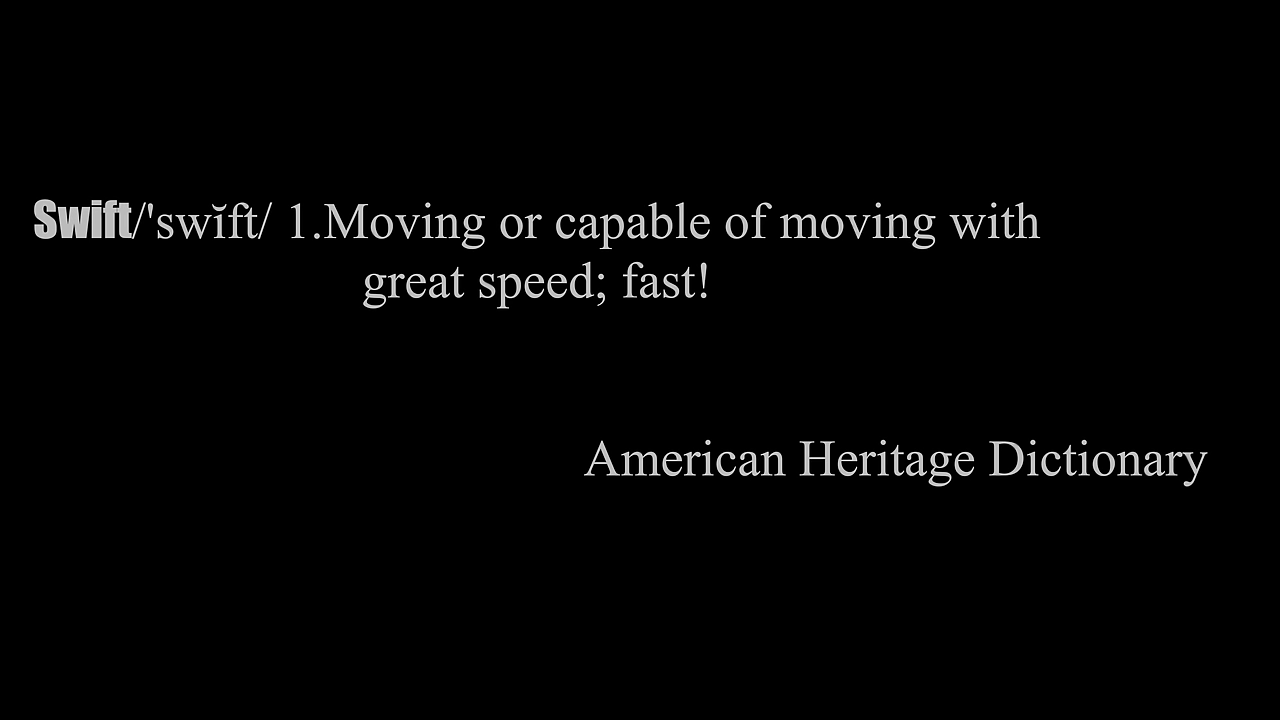 Swift/'swĭft/ 1.Moving or capable of moving with
great speed; fast!
American Heritage Dictionary